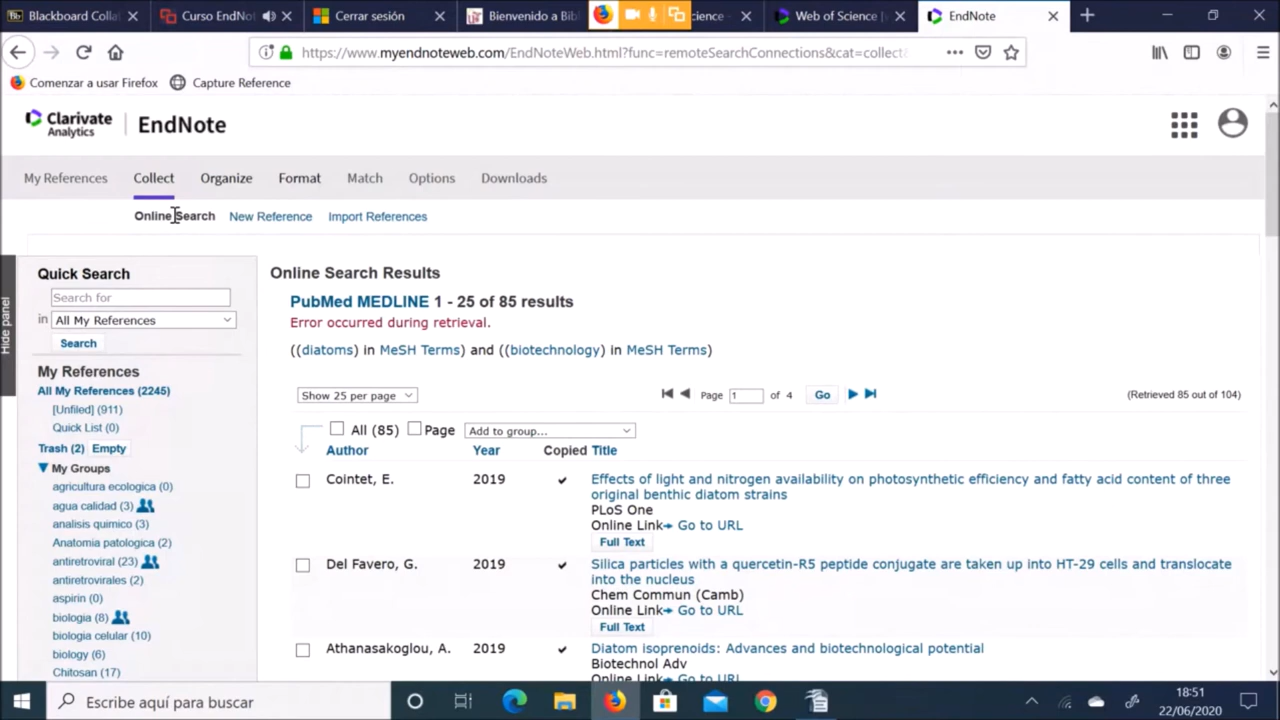 Blackboard Colla
Curso EndNo
Cerrar sesión
Bienvenido a Bib
cience -
Web of Science [
EndNote
https://www.myendnoteweb.com/EndNoteWeb.html?func=remoteSearchConnections&cat=collect
Comenzar a usar Firefox
Capture Reference
Clarivate
Analytics
EndNote
My References
Collect
Organize
Format
Match
Options
Downloads
Online Search
New Reference
Import References
Hide panel
Quick Search
Search for
in All My References
Search
My References
All My References (2245)
[Unfiled] (911)
Quick List (0)
Trash (2) Empty
My Groups
agricultura ecologica (0)
agua calidad (3)
analisis quimico (3)
Anatomia patologica (2)
antiretroviral (23)
antiretrovirales (2)
aspirin (0)
biologia (8)
biologia celular (10)
biology (6)
Chitosan (17)
Online Search Results
PubMed MEDLINE 1 - 25 of 85 results
Error occurred during retrieval.
((diatoms) in MeSH Terms) and ((biotechnology) in MeSH Terms)
Show 25 per page
Page 1 of 4 Go
(Retrieved 85 out of 104)
All (85) Page Add to group...
Author Year Copied Title
Cointet, E. 2019 Effects of light and nitrogen availability on photosynthetic efficiency and fatty acid content of three
original benthic diatom strains
PLoS One
Online Link Go to URL
Full Text
Del Favero, G. 2019 Silica particles with a quercetin-R5 peptide conjugate are taken up into HT-29 cells and translocate
into the nucleus
Chem Commun (Camb)
Online Link Go to URL
Full Text
Athanasakoglou, A. 2019 Diatom isoprenoids: Advances and biotechnological potential
Biotechnol Adv
Online Link Go to URL
Escribe aquí para buscar
18:51
22/06/2020